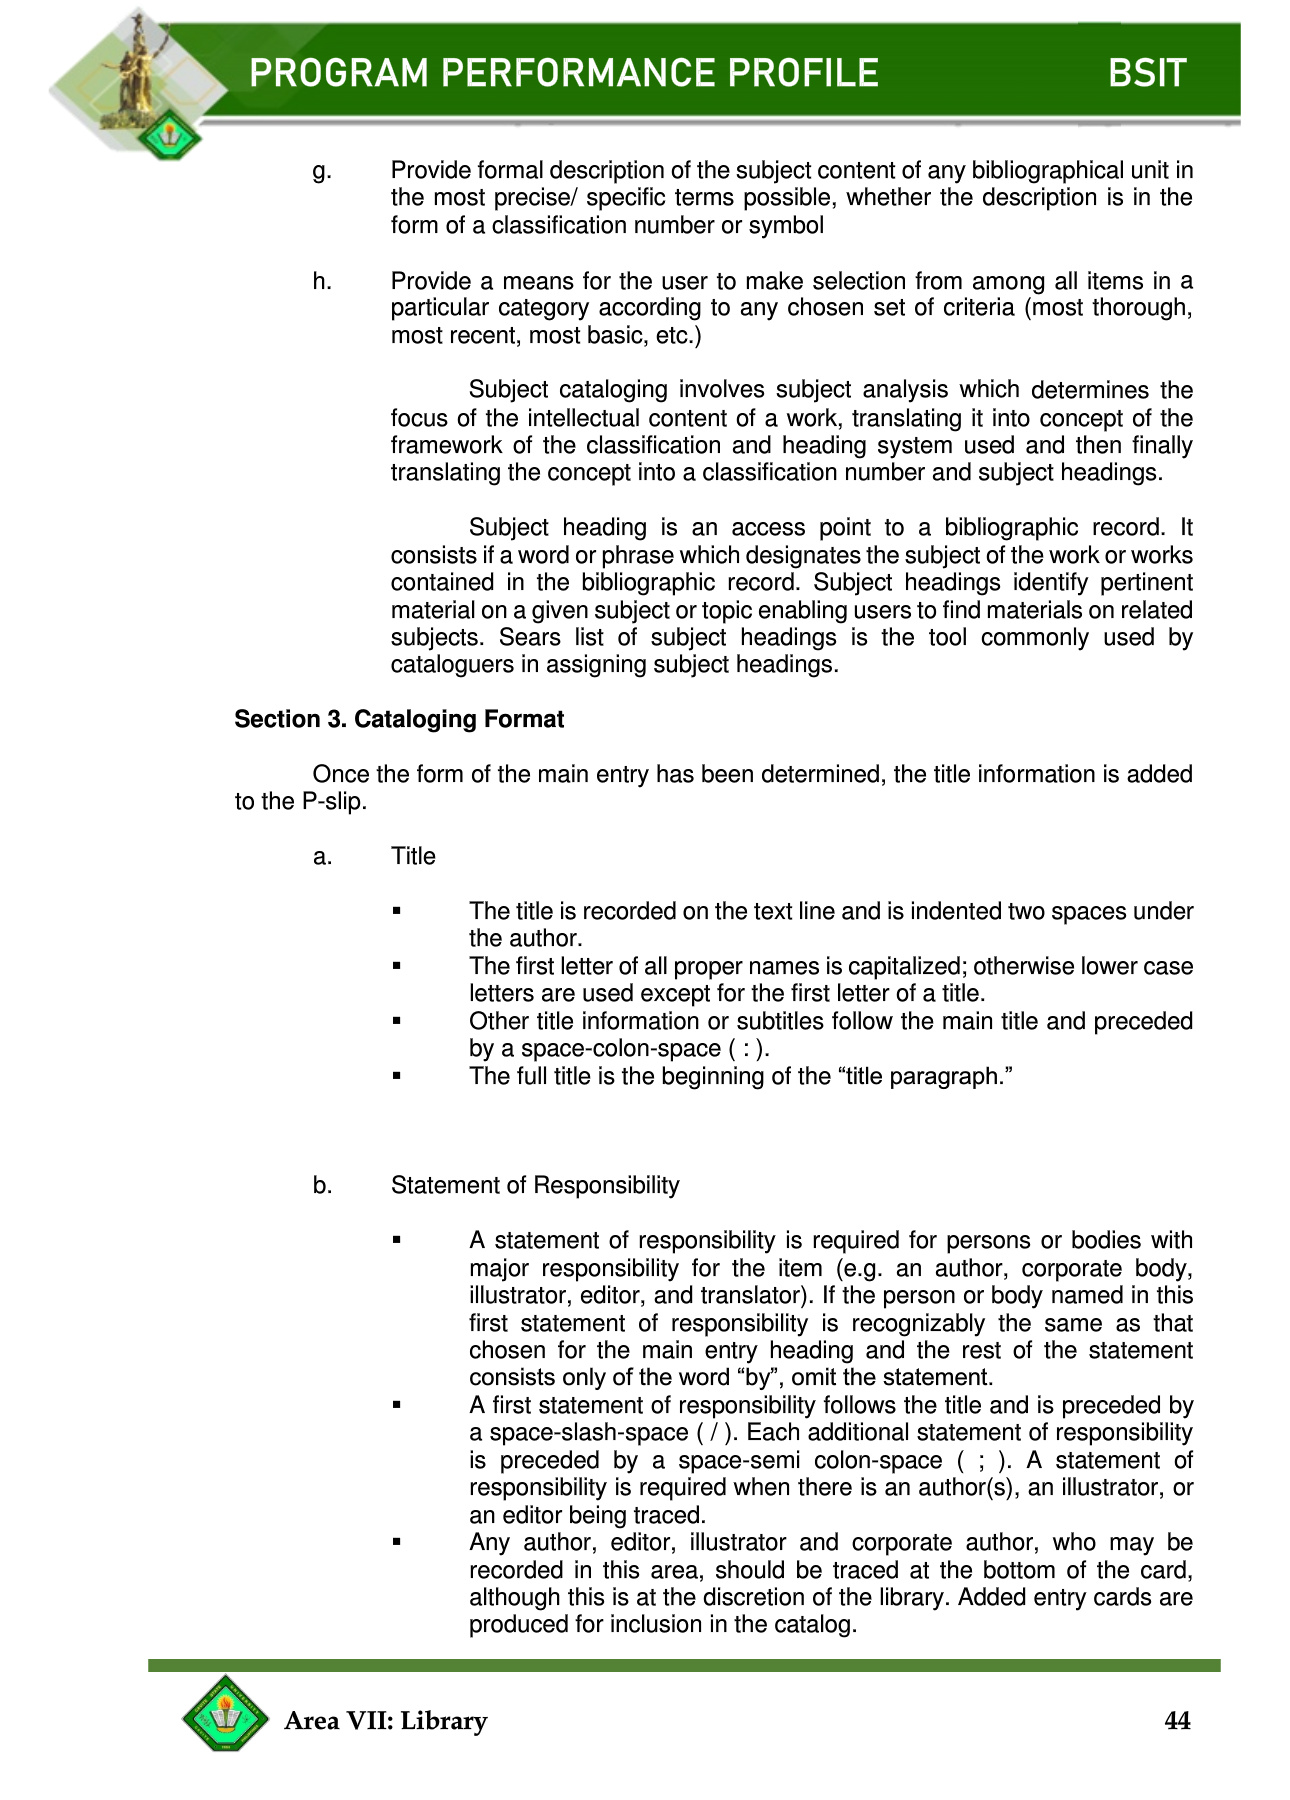 PROGRAM PERFORMANCE PROFILE BSIT
g. Provide formal description of the subject content of any bibliographical unit in
the most precise/ specific terms possible, whether the description is in the
form of a classification number or symbol
h. Provide a means for the user to make selection from among all items in a
particular category according to any chosen set of criteria (most thorough,
most recent, most basic, etc.)
Subject cataloging involves subject analysis which determines the
focus of the intellectual content of a work, translating it into concept of the
framework of the classification and heading system used and then finally
translating the concept into a classification number and subject headings.
Subject heading is an access point to a bibliographic record. It
consists if a word or phrase which designates the subject of the work or works
contained in the bibliographic record. Subject headings identify pertinent
material on a given subject or topic enabling users to find materials on related
subjects. Sears list of subject headings is the tool commonly used by
cataloguers in assigning subject headings.
Section 3. Cataloging Format
Once the form of the main entry has been determined, the title information is added
to the P-slip.
a. Title
▪ The title is recorded on the text line and is indented two spaces under
the author.
▪ The first letter of all proper names is capitalized; otherwise lower case
letters are used except for the first letter of a title.
▪ Other title information or subtitles follow the main title and preceded
by a space-colon-space ( : ).
▪ The full title is the beginning of the “title paragraph.”
b. Statement of Responsibility
▪ A statement of responsibility is required for persons or bodies with
major responsibility for the item (e.g. an author, corporate body,
illustrator, editor, and translator). If the person or body named in this
first statement of responsibility is recognizably the same as that
chosen for the main entry heading and the rest of the statement
consists only of the word “by”, omit the statement.
▪ A first statement of responsibility follows the title and is preceded by
a space-slash-space ( / ). Each additional statement of responsibility
is preceded by a space-semi colon-space ( ; ). A statement of
responsibility is required when there is an author(s), an illustrator, or
an editor being traced.
▪ Any author, editor, illustrator and corporate author, who may be
recorded in this area, should be traced at the bottom of the card,
although this is at the discretion of the library. Added entry cards are
produced for inclusion in the catalog.
Area VII: Library 44